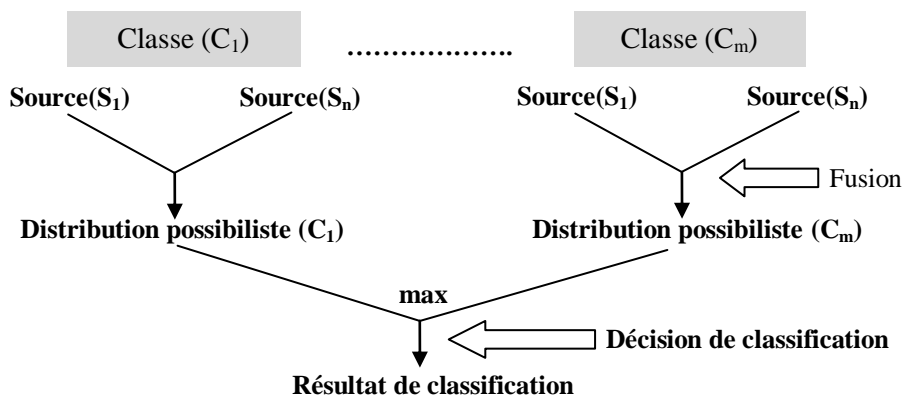 Classe (C₁) ………………. Classe (Cₘ)
Source(S₁) Source(Sₙ) Source(S₁) Source(Sₙ)
Fusion
Distribution possibiliste (C₁) Distribution possibiliste (Cₘ)
max
Décision de classification
Résultat de classification